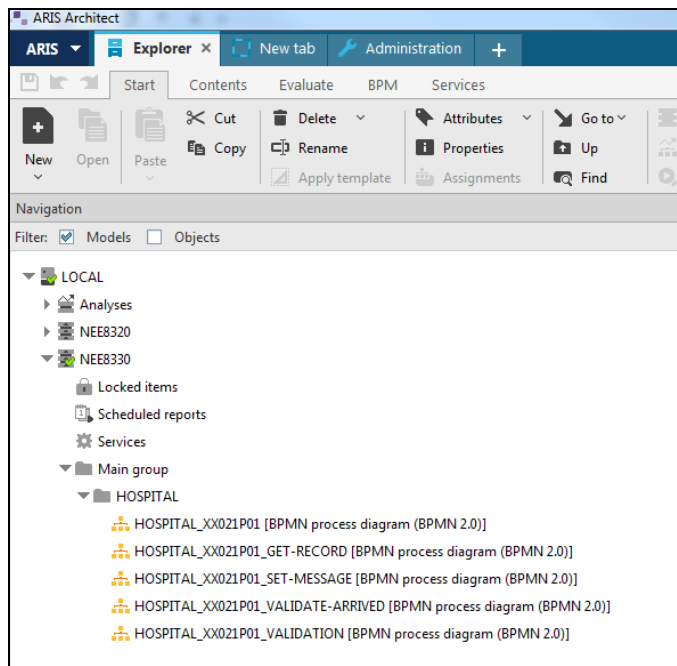 ARIS Architect
ARIS Explorer New tab Administration
Start Contents Evaluate BPM Services
New Open Paste Cut Copy Delete Rename Apply template Attributes Properties Assignments Go to Up Find
Navigation
Filter: Models Objects
LOCAL
Analyses
NEE8320
NEE8330
Locked items
Scheduled reports
Services
Main group
HOSPITAL
HOSPITAL_XX021P01 [BPMN process diagram (BPMN 2.0)]
HOSPITAL_XX021P01_GET-RECORD [BPMN process diagram (BPMN 2.0)]
HOSPITAL_XX021P01_SET-MESSAGE [BPMN process diagram (BPMN 2.0)]
HOSPITAL_XX021P01_VALIDATE-ARRIVED [BPMN process diagram (BPMN 2.0)]
HOSPITAL_XX021P01_VALIDATION [BPMN process diagram (BPMN 2.0)]